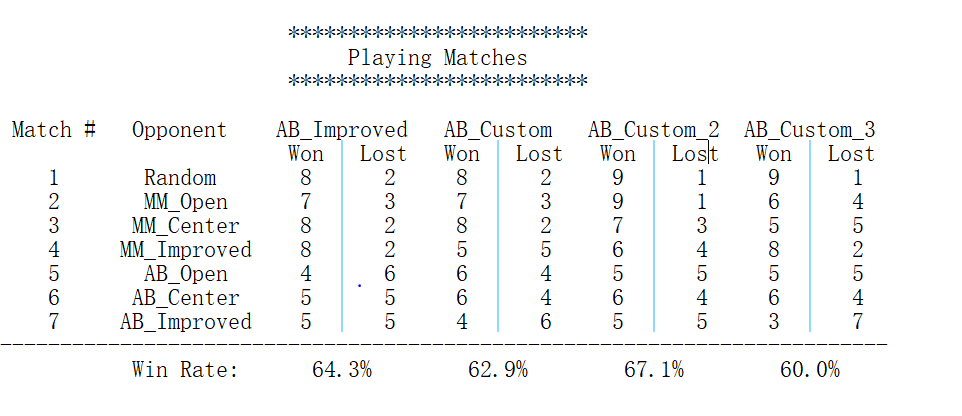 *************************
Playing Matches
*************************
Match # Opponent AB_Improved AB_Custom AB_Custom_2 AB_Custom_3
Won | Lost Won | Lost Won | Lost Won | Lost
1 Random 8 | 2 8 | 2 9 | 1 9 | 1
2 MM_Open 7 | 3 7 | 3 9 | 1 6 | 4
3 MM_Center 8 | 2 8 | 2 7 | 3 5 | 5
4 MM_Improved 8 | 2 5 | 5 6 | 4 8 | 2
5 AB_Open 4 | 6 6 | 4 5 | 5 5 | 5
6 AB_Center 5 | 5 6 | 4 6 | 4 6 | 4
7 AB_Improved 5 | 5 4 | 6 5 | 5 3 | 7
--------------------------------------------------------------------------
Win Rate: 64.3% 62.9% 67.1% 60.0%